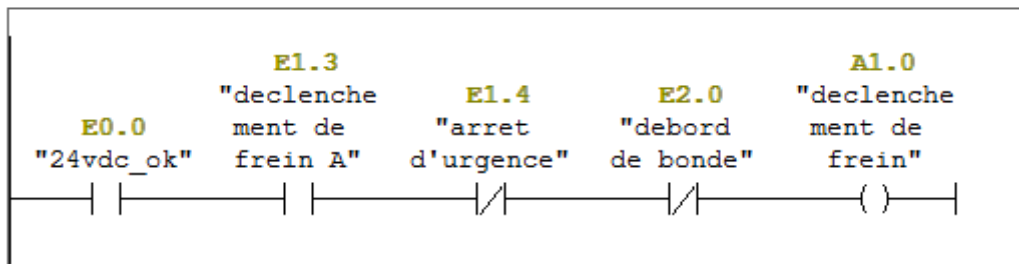 E0.0
"24vdc_ok"
E1.3
"declenche
ment de
frein A"
E1.4
"arret
d'urgence"
E2.0
"debord
de bonde"
A1.0
"declenche
ment de
frein"